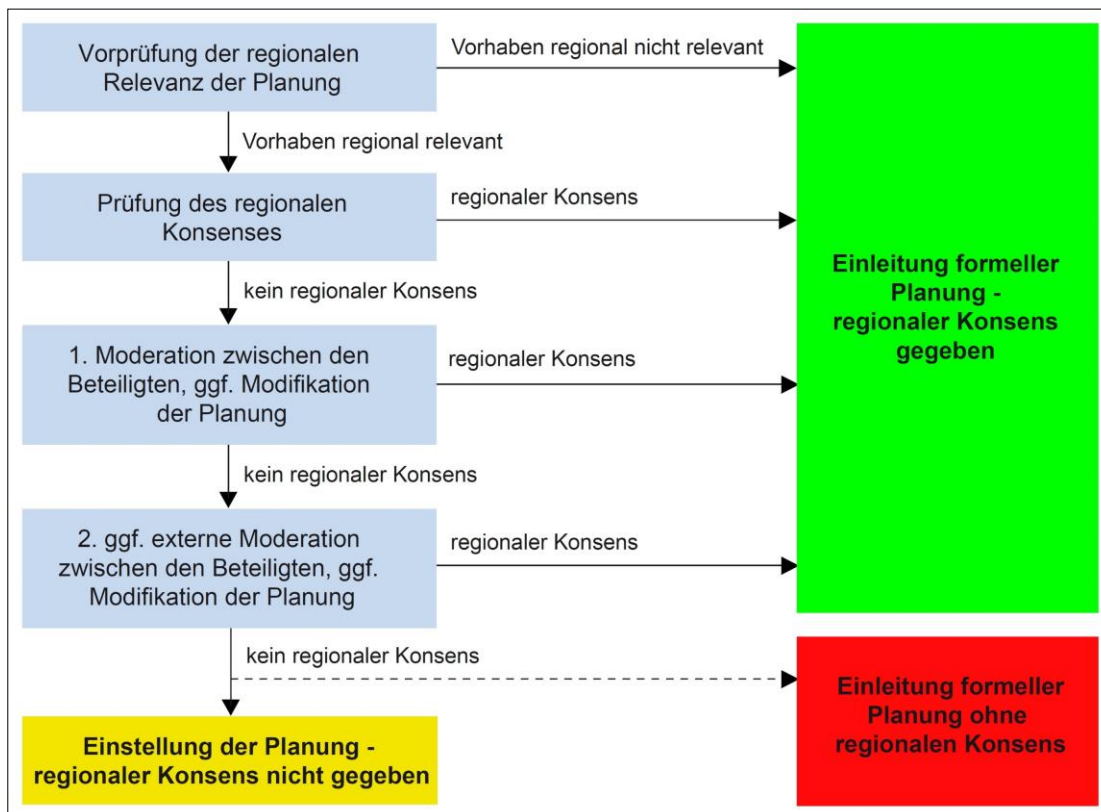 Vorprüfung der regionalen
Relevanz der Planung
Vorhaben regional nicht relevant
Vorhaben regional relevant
Prüfung des regionalen
Konsenses
regionaler Konsens
kein regionaler Konsens
1. Moderation zwischen den
Beteiligten, ggf. Modifikation
der Planung
regionaler Konsens
kein regionaler Konsens
2. ggf. externe Moderation
zwischen den Beteiligten, ggf.
Modifikation der Planung
regionaler Konsens
kein regionaler Konsens
Einstellung der Planung -
regionaler Konsens nicht gegeben
Einleitung formeller
Planung -
regionaler Konsens
gegeben
Einleitung formeller
Planung ohne
regionalen Konsens